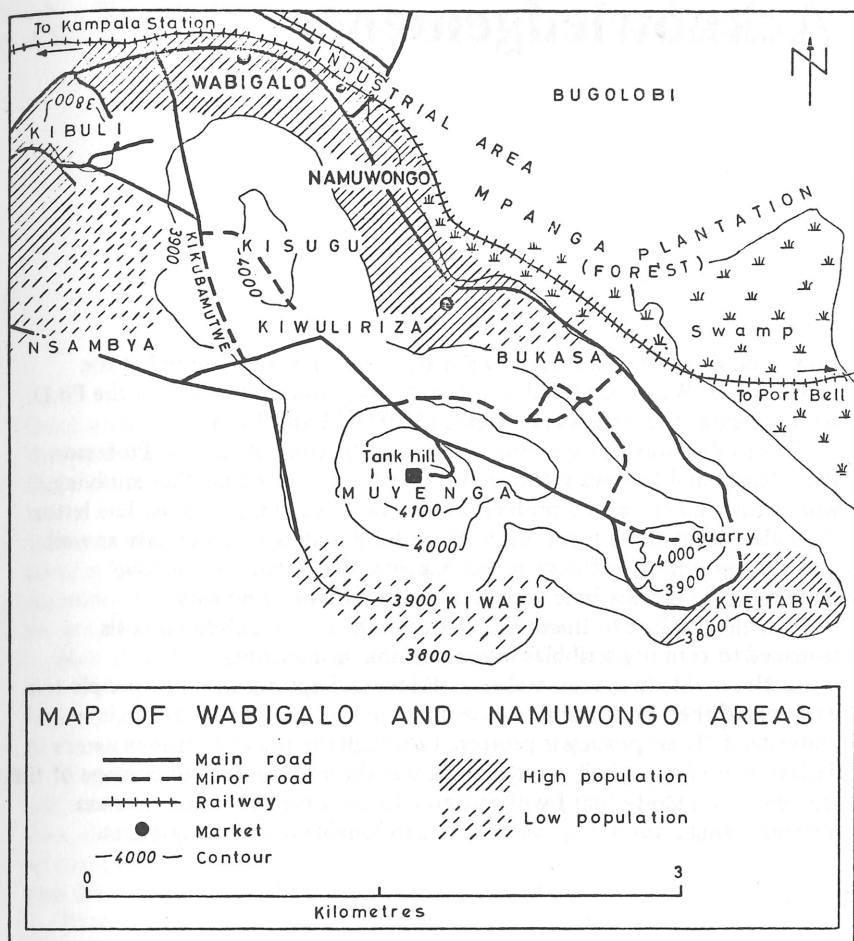 To Kampala Station
INDUSTRIAL AREA
WABIGALO
BUGOLOBI
N
3800
KIBULI
NAMUWONGO
MPANGA PLANTATION
(FOREST)
3900
KISUGU
4000
KIKUBAMUTWE
Swamp
NSAMBYA
KIWULIRIZA
BUKASA
To Port Bell
Tank hill
MUYENGA
4100
4000
Quarry
4000
3900
3900
KIWAFU
KYEITABYA
3800
3800
MAP OF WABIGALO AND NAMUWONGO AREAS
Main road
Minor road
Railway
Market
4000 Contour
High population
Low population
0
3
Kilometres